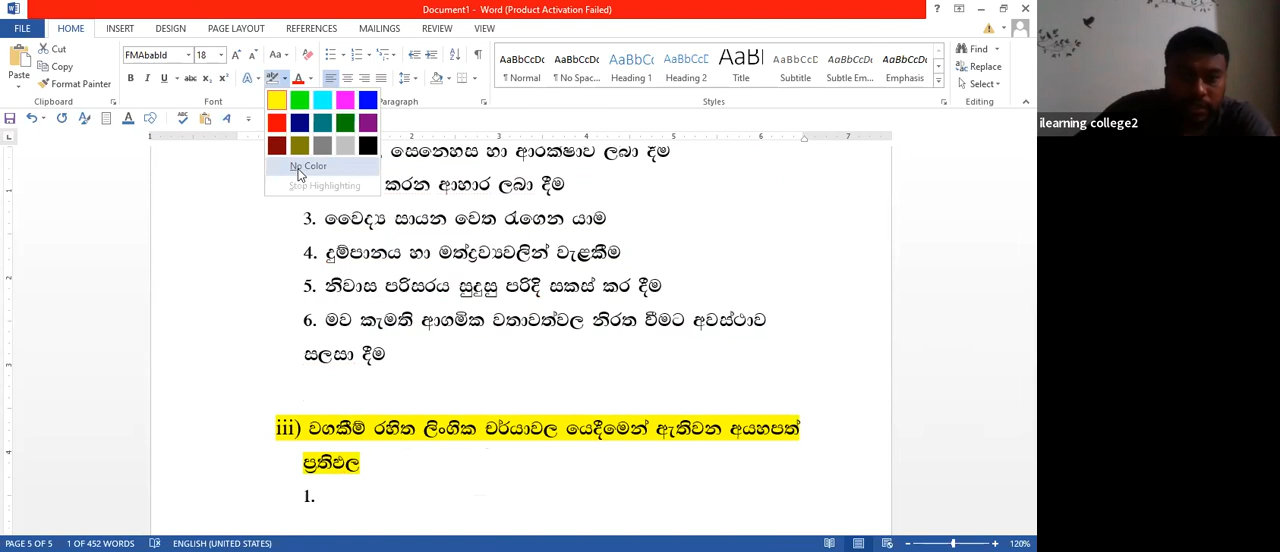 Document1 - Word (Product Activation Failed)
FILE HOME INSERT DESIGN PAGE LAYOUT REFERENCES MAILINGS REVIEW VIEW
Paste
Cut
Copy
Format Painter
Clipboard
FMAbabld 18
Font
Paragraph
AaBbCcDc AaBbCcDc AaBbCc AaBbCcC AaBl AaBbCcC AaBbCcDc AaBbCcDc
¶ Normal ¶ No Spac... Heading 1 Heading 2 Title Subtitle Subtle Em... Emphasis
Styles
Find
Replace
Select
Editing
No Color
Stop Highlighting
ilearning college2
සෙනෙහස හා ආරක්ෂාව ලබා දීම
කරන ආහාර ලබා දීම
3. වෛද්‍ය සායන වෙත රැගෙන යාම
4. දුම්පානය හා මත්ද්‍රව්‍යවලින් වැළකීම
5. නිවාස පරිසරය සුදුසු පරිදි සකස් කර දීම
6. මව කැමති ආගමික වතාවත්වල නිරත වීමට අවස්ථාව
සලසා දීම
iii) වගකීම් රහිත ලිංගික චර්යාවල යෙදීමෙන් ඇතිවන අයහපත්
ප්‍රතිඵල
1.
PAGE 5 OF 5 1 OF 452 WORDS ENGLISH (UNITED STATES) 120%